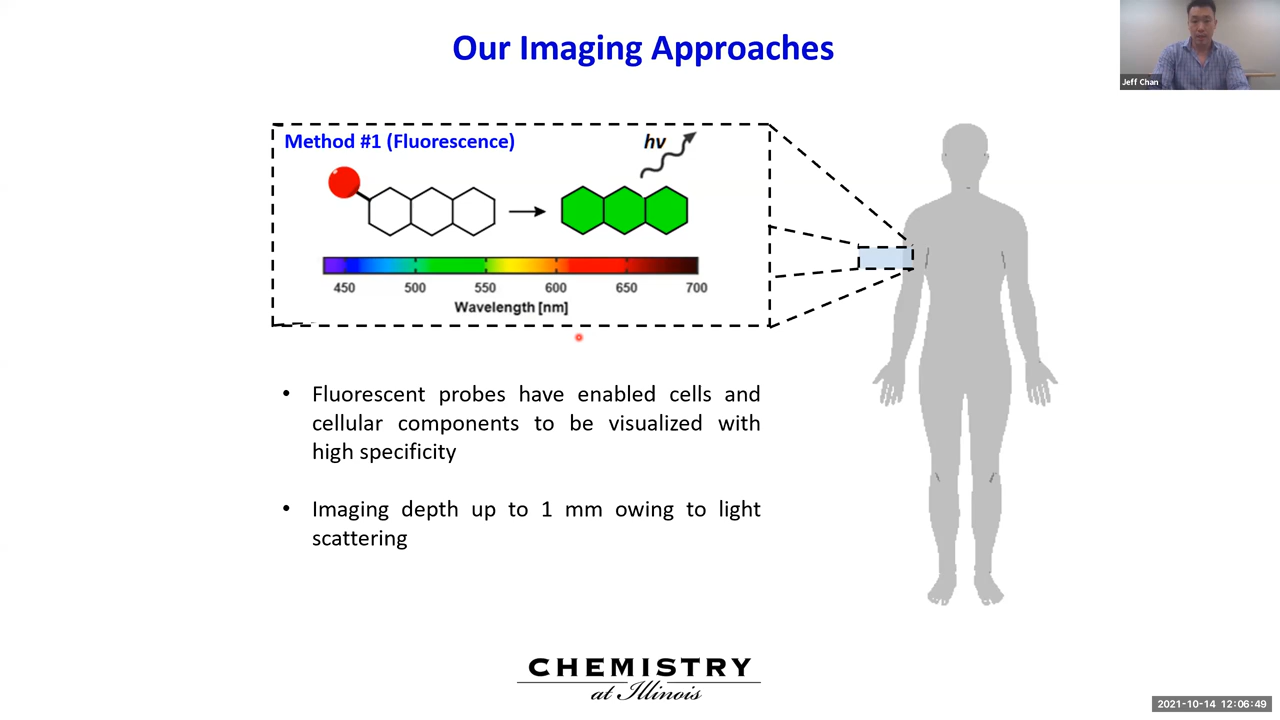 Our Imaging Approaches
Jeff Chan
Method #1 (Fluorescence)
hν
450 500 550 600 650 700
Wavelength [nm]
• Fluorescent probes have enabled cells and
cellular components to be visualized with
high specificity
• Imaging depth up to 1 mm owing to light
scattering
CHEMISTRY
at Illinois
2021-10-14 12:06:49